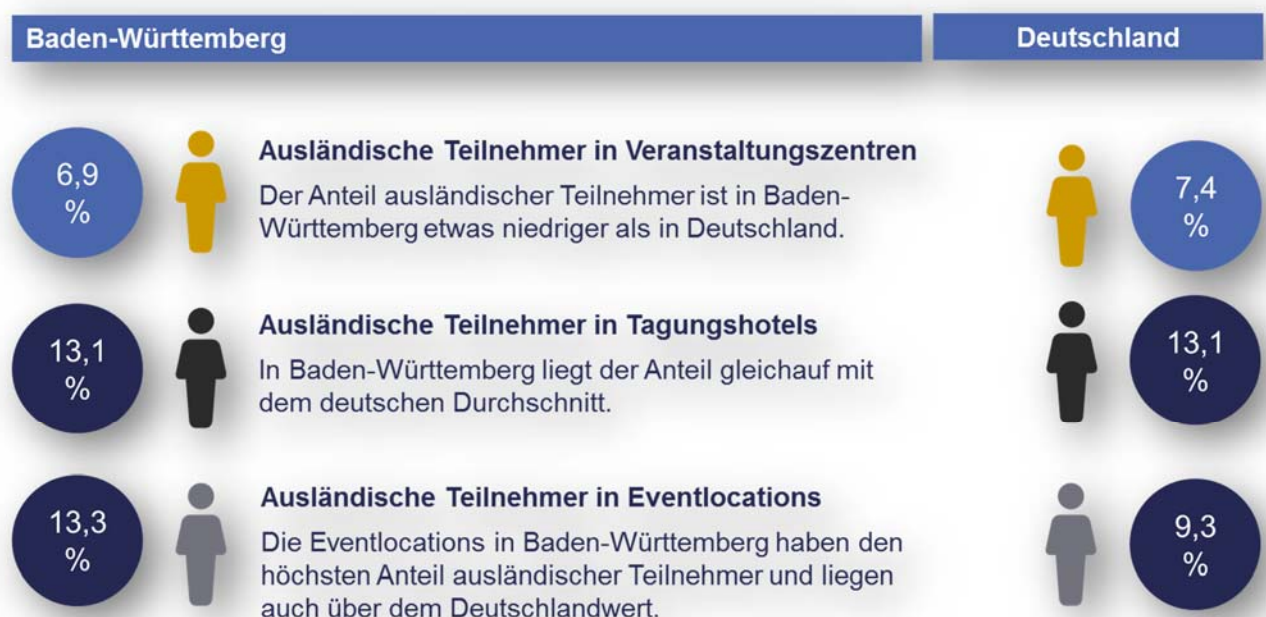 Baden-Württemberg
Deutschland
6,9
%
Ausländische Teilnehmer in Veranstaltungszentren
Der Anteil ausländischer Teilnehmer ist in Baden-
Württemberg etwas niedriger als in Deutschland.
7,4
%
13,1
%
Ausländische Teilnehmer in Tagungshotels
In Baden-Württemberg liegt der Anteil gleichauf mit
dem deutschen Durchschnitt.
13,1
%
13,3
%
Ausländische Teilnehmer in Eventlocations
Die Eventlocations in Baden-Württemberg haben den
höchsten Anteil ausländischer Teilnehmer und liegen
auch über dem Deutschlandwert.
9,3
%